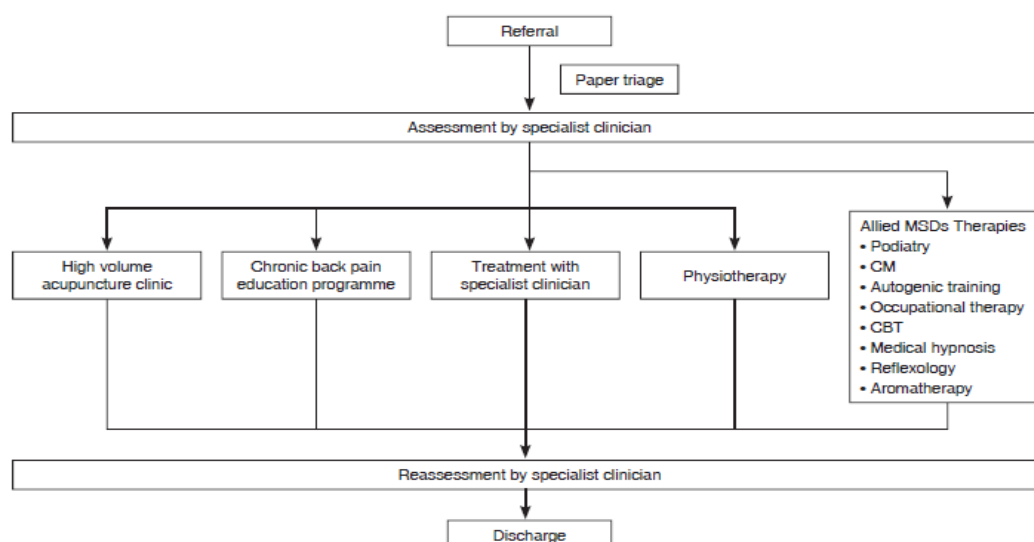 Referral
Paper triage
Assessment by specialist clinician
High volume
acupuncture clinic
Chronic back pain
education programme
Treatment with
specialist clinician
Physiotherapy
Allied MSDs Therapies
• Podiatry
• CM
• Autogenic training
• Occupational therapy
• CBT
• Medical hypnosis
• Reflexology
• Aromatherapy
Reassessment by specialist clinician
Discharge